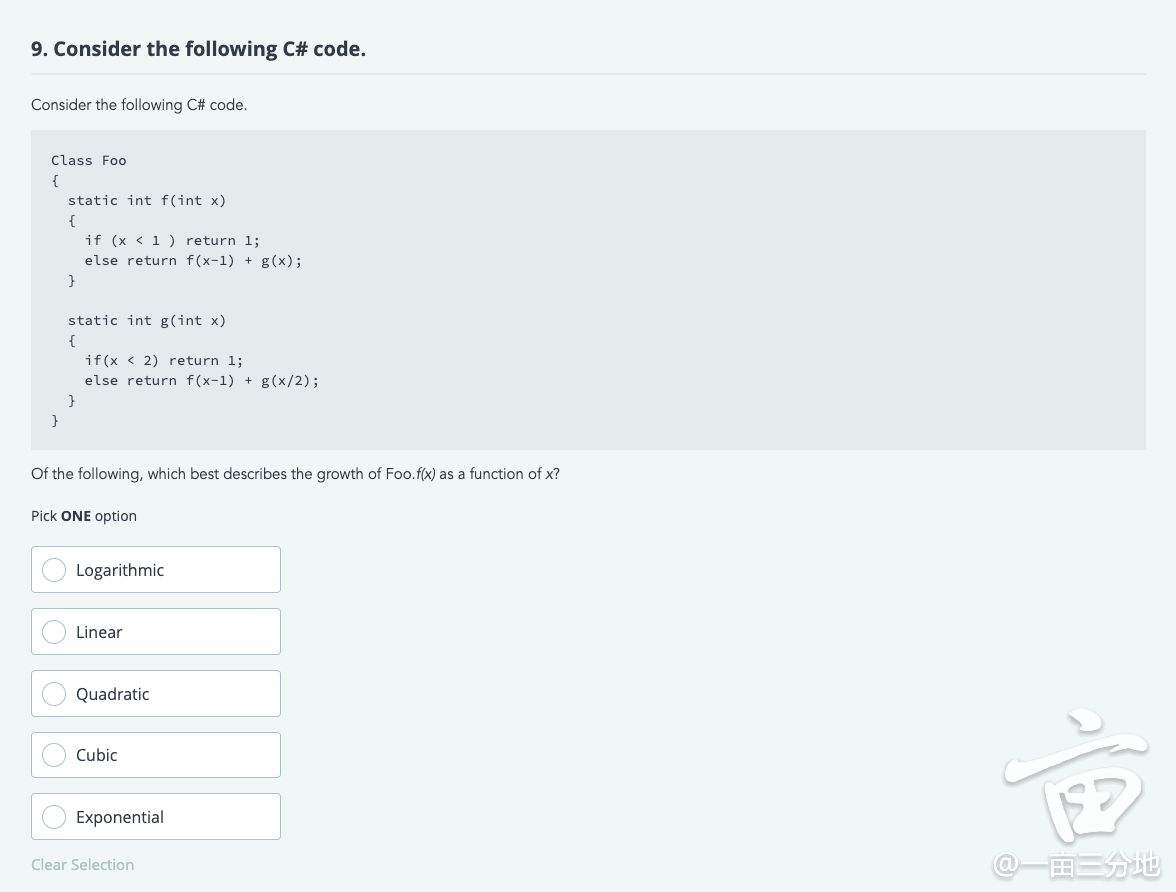 9. Consider the following C# code.
Consider the following C# code.
Class Foo
{
  static int f(int x)
  {
    if (x < 1 ) return 1;
    else return f(x-1) + g(x);
  }

  static int g(int x)
  {
    if(x < 2) return 1;
    else return f(x-1) + g(x/2);
  }
}
Of the following, which best describes the growth of Foo.f(x) as a function of x?
Pick ONE option
Logarithmic
Linear
Quadratic
Cubic
Exponential
Clear Selection
亩
@一亩三分地